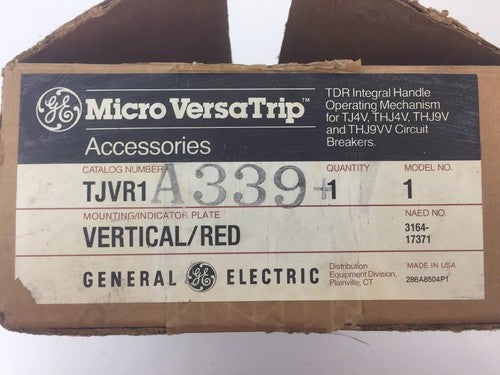 GE Micro VersaTrip™
Accessories
TDR Integral Handle
Operating Mechanism
for TJ4V, THJ4V, THJ9V
and THJ9VV Circuit
Breakers.
CATALOG NUMBER
TJVR1
A339+
QUANTITY
1
MODEL NO.
1
MOUNTING/INDICATOR PLATE
VERTICAL/RED
NAED NO.
3164-
17371
GENERAL GE ELECTRIC
Distribution
Equipment Division,
Plainville, CT
MADE IN USA
286A8504P1